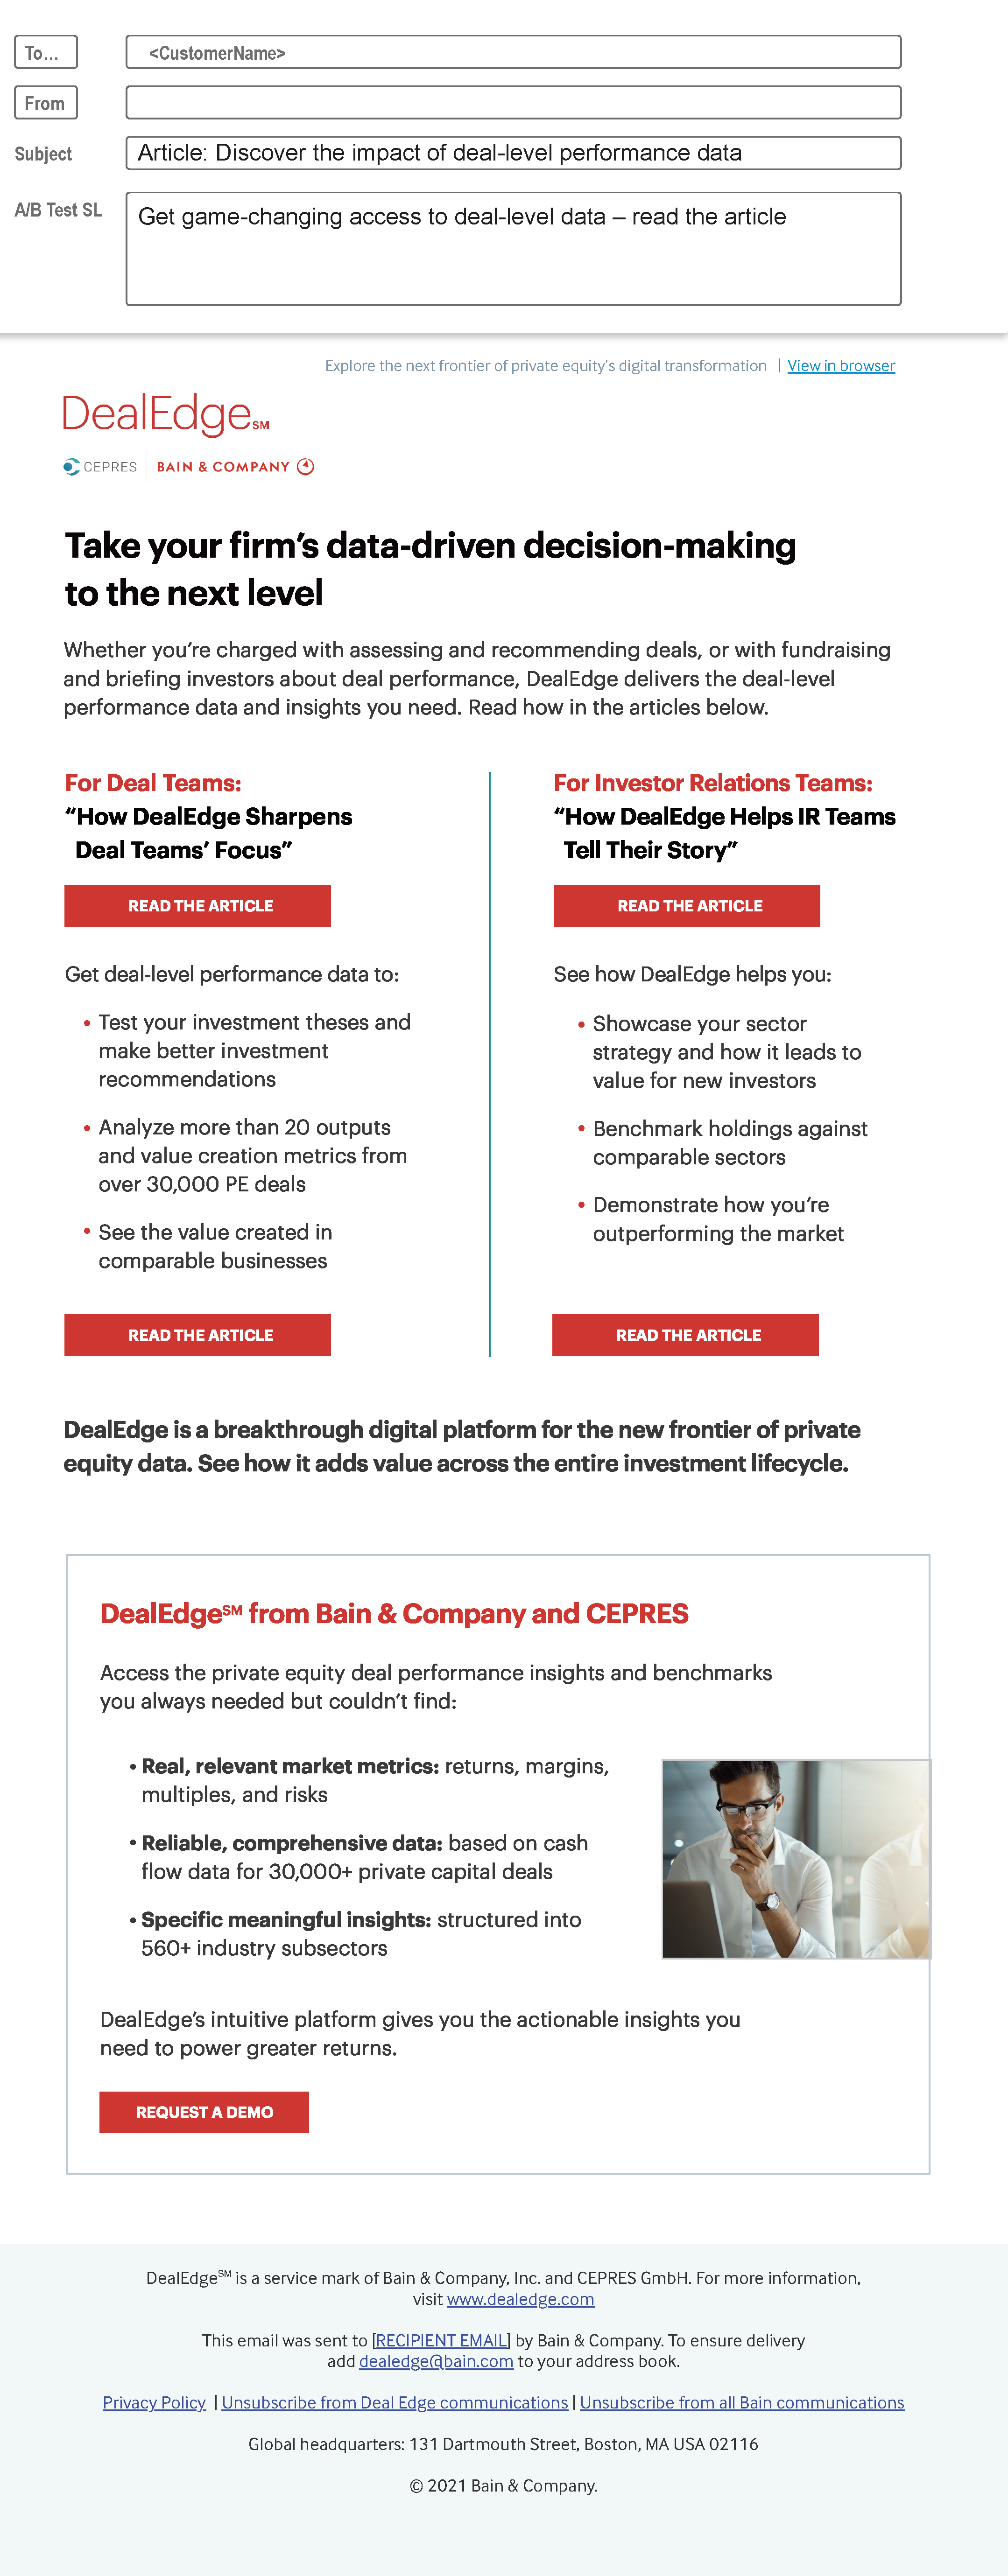 To...
<CustomerName>
From
Subject
Article: Discover the impact of deal-level performance data
A/B Test SL
Get game-changing access to deal-level data – read the article
Explore the next frontier of private equity's digital transformation | View in browser
DealEdge SM
CEPRES | BAIN & COMPANY
Take your firm's data-driven decision-making
to the next level
Whether you're charged with assessing and recommending deals, or with fundraising
and briefing investors about deal performance, DealEdge delivers the deal-level
performance data and insights you need. Read how in the articles below.
For Deal Teams:
“How DealEdge Sharpens
Deal Teams’ Focus”
READ THE ARTICLE
Get deal-level performance data to:
• Test your investment theses and
make better investment
recommendations
• Analyze more than 20 outputs
and value creation metrics from
over 30,000 PE deals
• See the value created in
comparable businesses
READ THE ARTICLE
For Investor Relations Teams:
“How DealEdge Helps IR Teams
Tell Their Story”
READ THE ARTICLE
See how DealEdge helps you:
• Showcase your sector
strategy and how it leads to
value for new investors
• Benchmark holdings against
comparable sectors
• Demonstrate how you're
outperforming the market
READ THE ARTICLE
DealEdge is a breakthrough digital platform for the new frontier of private
equity data. See how it adds value across the entire investment lifecycle.
DealEdge℠ from Bain & Company and CEPRES
Access the private equity deal performance insights and benchmarks
you always needed but couldn't find:
• Real, relevant market metrics: returns, margins,
multiples, and risks
• Reliable, comprehensive data: based on cash
flow data for 30,000+ private capital deals
• Specific meaningful insights: structured into
560+ industry subsectors
DealEdge's intuitive platform gives you the actionable insights you
need to power greater returns.
REQUEST A DEMO
DealEdge℠ is a service mark of Bain & Company, Inc. and CEPRES GmbH. For more information,
visit www.dealedge.com
This email was sent to [RECIPIENT EMAIL] by Bain & Company. To ensure delivery
add dealedge@bain.com to your address book.
Privacy Policy | Unsubscribe from Deal Edge communications | Unsubscribe from all Bain communications
Global headquarters: 131 Dartmouth Street, Boston, MA USA 02116
© 2021 Bain & Company.